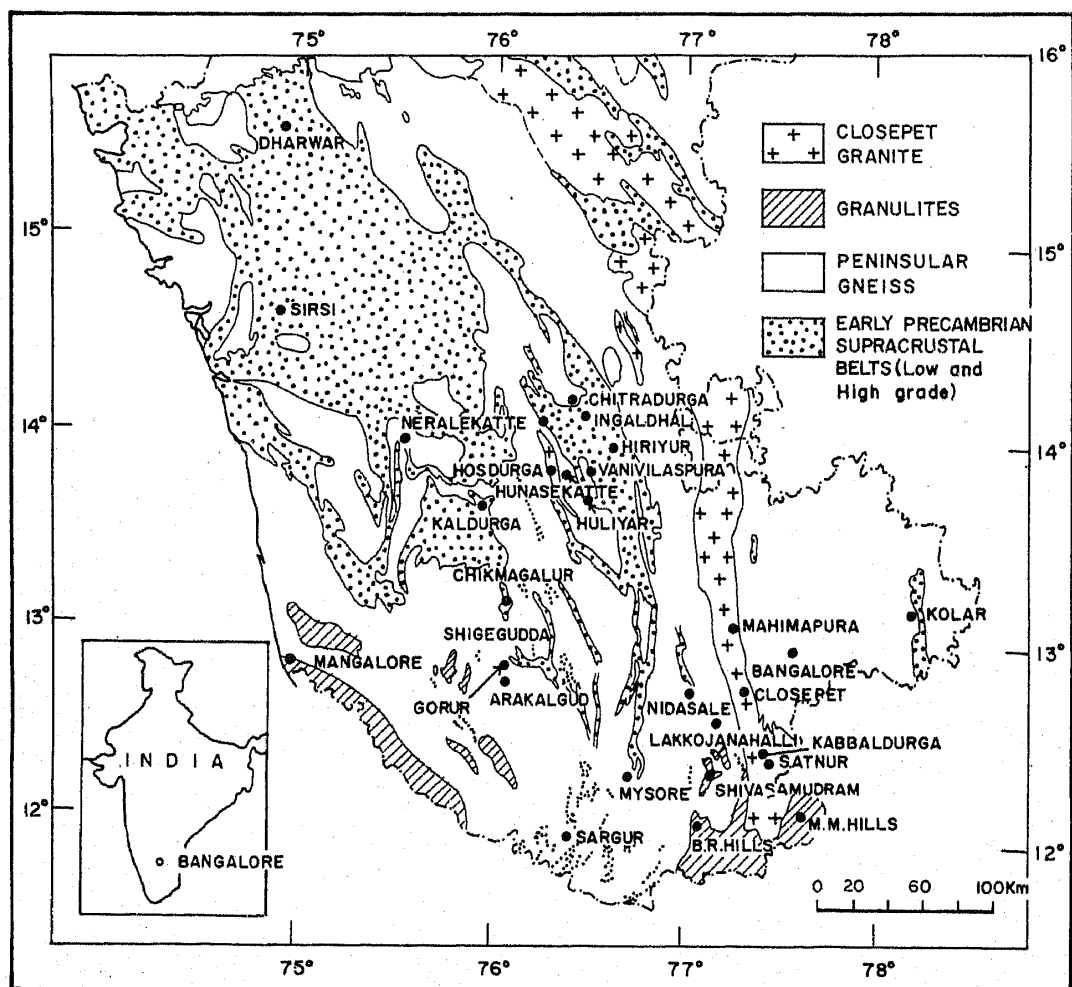 75° 76° 77° 78°
16°
15°
14°
13°
12°
15°
14°
13°
12°
75° 76° 77° 78°
CLOSEPET
GRANITE
GRANULITES
PENINSULAR
GNEISS
EARLY PRECAMBRIAN
SUPRACRUSTAL
BELTS (Low and
High grade)
DHARWAR
SIRSI
CHITRADURGA
INGALDHAL
NERALEKATTE
HIRIYUR
HOSDURGA
VANIVILASPURA
HUNASEKATTE
KALDURGA
HULIYAR
CHIKMAGALUR
KOLAR
MAHIMAPURA
SHIGEGUDDA
MANGALORE
BANGALORE
CLOSEPET
GORUR
ARAKALGUD
NIDASALE
LAKKOJANAHALLI
KABBALDURGA
SATNUR
MYSORE
SHIVASAMUDRAM
M.M.HILLS
SARGUR
B.R.HILLS
0 20 60 100Km
INDIA
BANGALORE